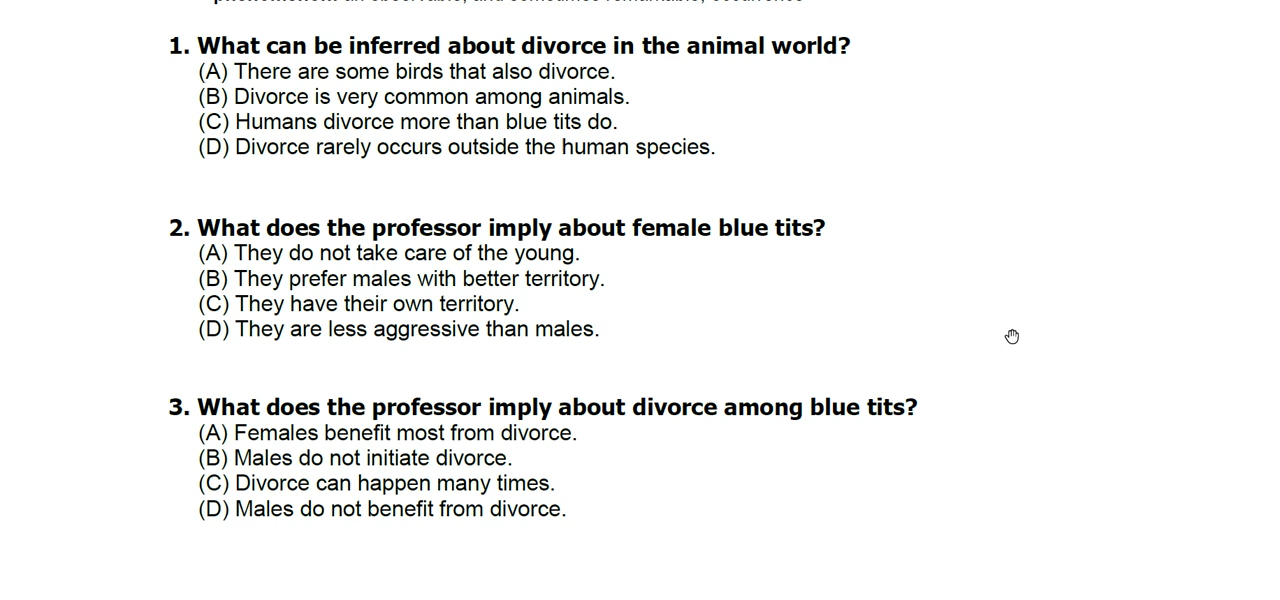 1. What can be inferred about divorce in the animal world?
(A) There are some birds that also divorce.
(B) Divorce is very common among animals.
(C) Humans divorce more than blue tits do.
(D) Divorce rarely occurs outside the human species.
2. What does the professor imply about female blue tits?
(A) They do not take care of the young.
(B) They prefer males with better territory.
(C) They have their own territory.
(D) They are less aggressive than males.
3. What does the professor imply about divorce among blue tits?
(A) Females benefit most from divorce.
(B) Males do not initiate divorce.
(C) Divorce can happen many times.
(D) Males do not benefit from divorce.